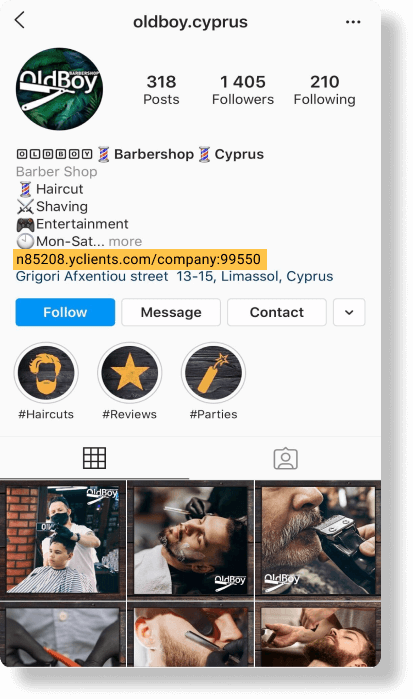 oldboy.cyprus
OldBoy
BARBERSHOP
318
Posts
1 405
Followers
210
Following
🄾🄻🄳🄱🄾🅈 💈Barbershop 💈Cyprus
Barber Shop
💈Haircut
⚔Shaving
🎮Entertainment
🕙Mon-Sat... more
n85208.yclients.com/company:99550
Grigori Afxentiou street 13-15, Limassol, Cyprus
Follow
Message
Contact
#Haircuts
#Reviews
#Parties
OldBoy
OldBoy
OldBoy